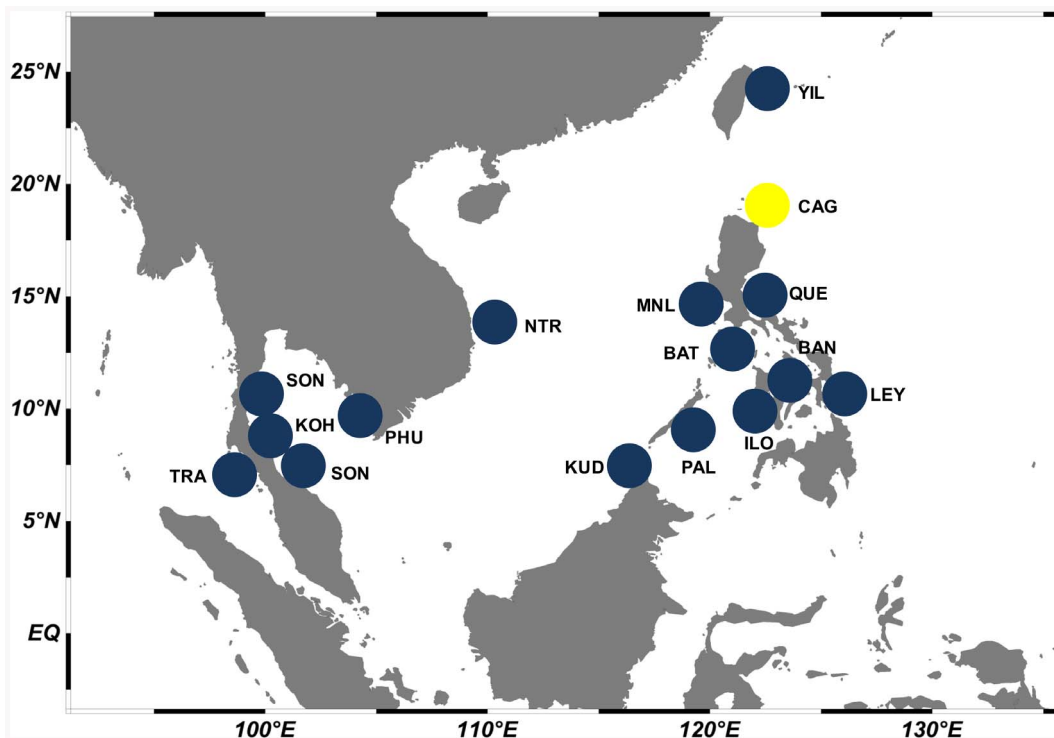 25°N
YIL
20°N
CAG
15°N
MNL
QUE
NTR
BAT
BAN
SON
LEY
10°N
KOH
PHU
ILO
TRA
SON
KUD
PAL
5°N
EQ
100°E
110°E
120°E
130°E